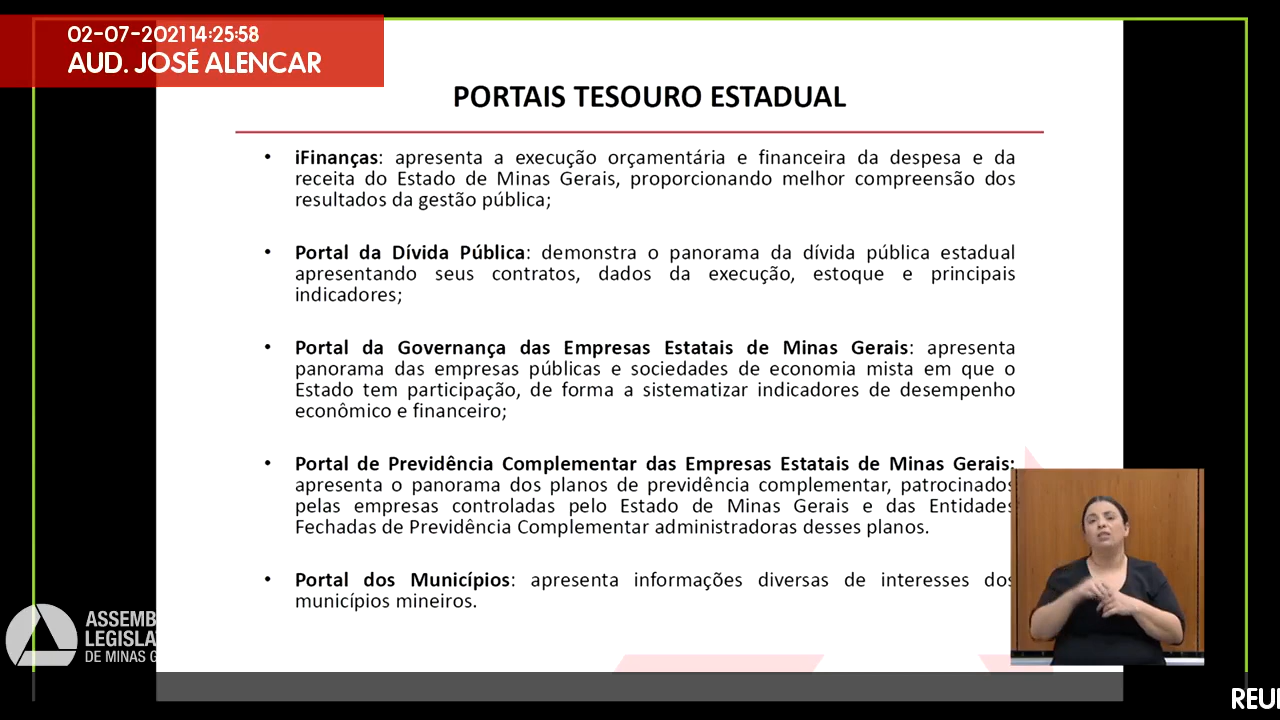 02-07-2021 14:25:58
AUD. JOSÉ ALENCAR
PORTAIS TESOURO ESTADUAL
• iFinanças: apresenta a execução orçamentária e financeira da despesa e da
receita do Estado de Minas Gerais, proporcionando melhor compreensão dos
resultados da gestão pública;
• Portal da Dívida Pública: demonstra o panorama da dívida pública estadual
apresentando seus contratos, dados da execução, estoque e principais
indicadores;
• Portal da Governança das Empresas Estatais de Minas Gerais: apresenta
panorama das empresas públicas e sociedades de economia mista em que o
Estado tem participação, de forma a sistematizar indicadores de desempenho
econômico e financeiro;
• Portal de Previdência Complementar das Empresas Estatais de Minas Gerais:
apresenta o panorama dos planos de previdência complementar, patrocinados
pelas empresas controladas pelo Estado de Minas Gerais e das Entidades
Fechadas de Previdência Complementar administradoras desses planos.
• Portal dos Municípios: apresenta informações diversas de interesses dos
municípios mineiros.
ASSEMB
LEGISLA
DE MINAS G
REUI